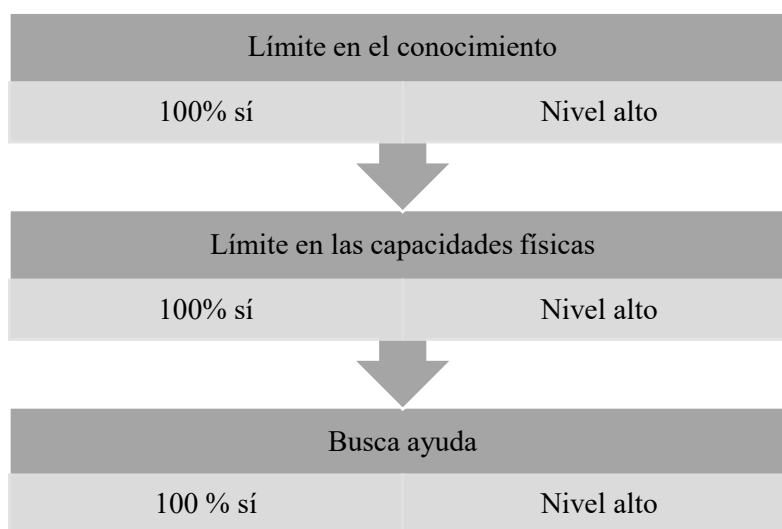 Límite en el conocimiento
100% sí
Nivel alto
Límite en las capacidades físicas
100% sí
Nivel alto
Busca ayuda
100 % sí
Nivel alto